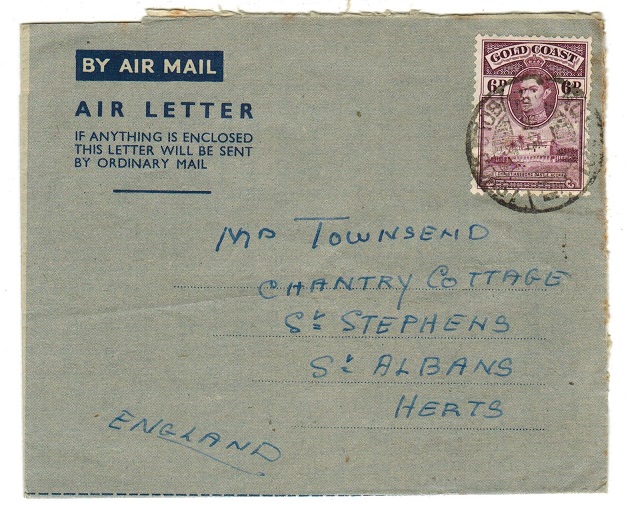 BY AIR MAIL
AIR LETTER
IF ANYTHING IS ENCLOSED
THIS LETTER WILL BE SENT
BY ORDINARY MAIL
GOLD COAST
6D 6D
MR TOWNSEND
CHANTRY COTTAGE
St STEPHENS
St ALBANS
HERTS
ENGLAND